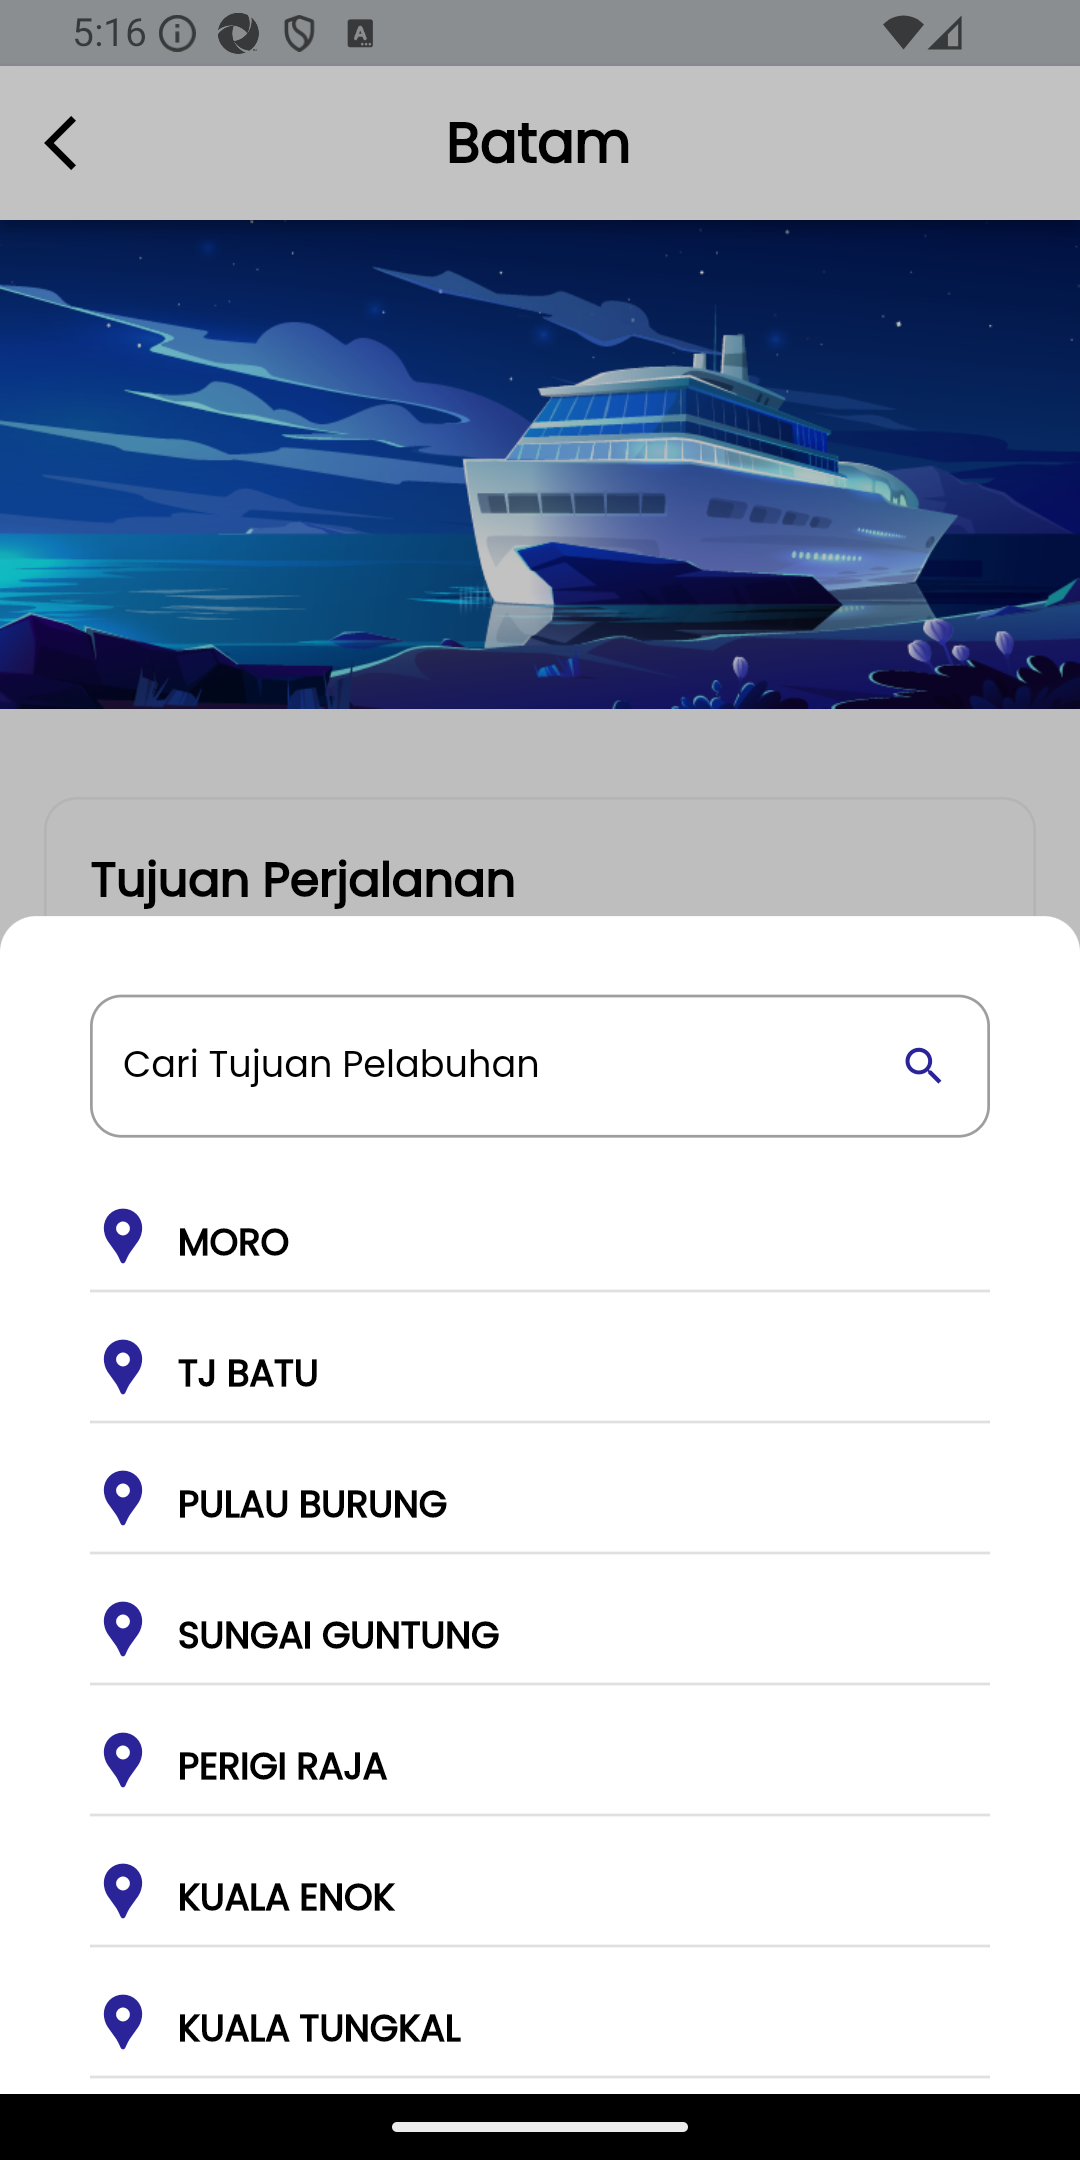 5:16
Batam
Tujuan Perjalanan
Cari Tujuan Pelabuhan
MORO
TJ BATU
PULAU BURUNG
SUNGAI GUNTUNG
PERIGI RAJA
KUALA ENOK
KUALA TUNGKAL